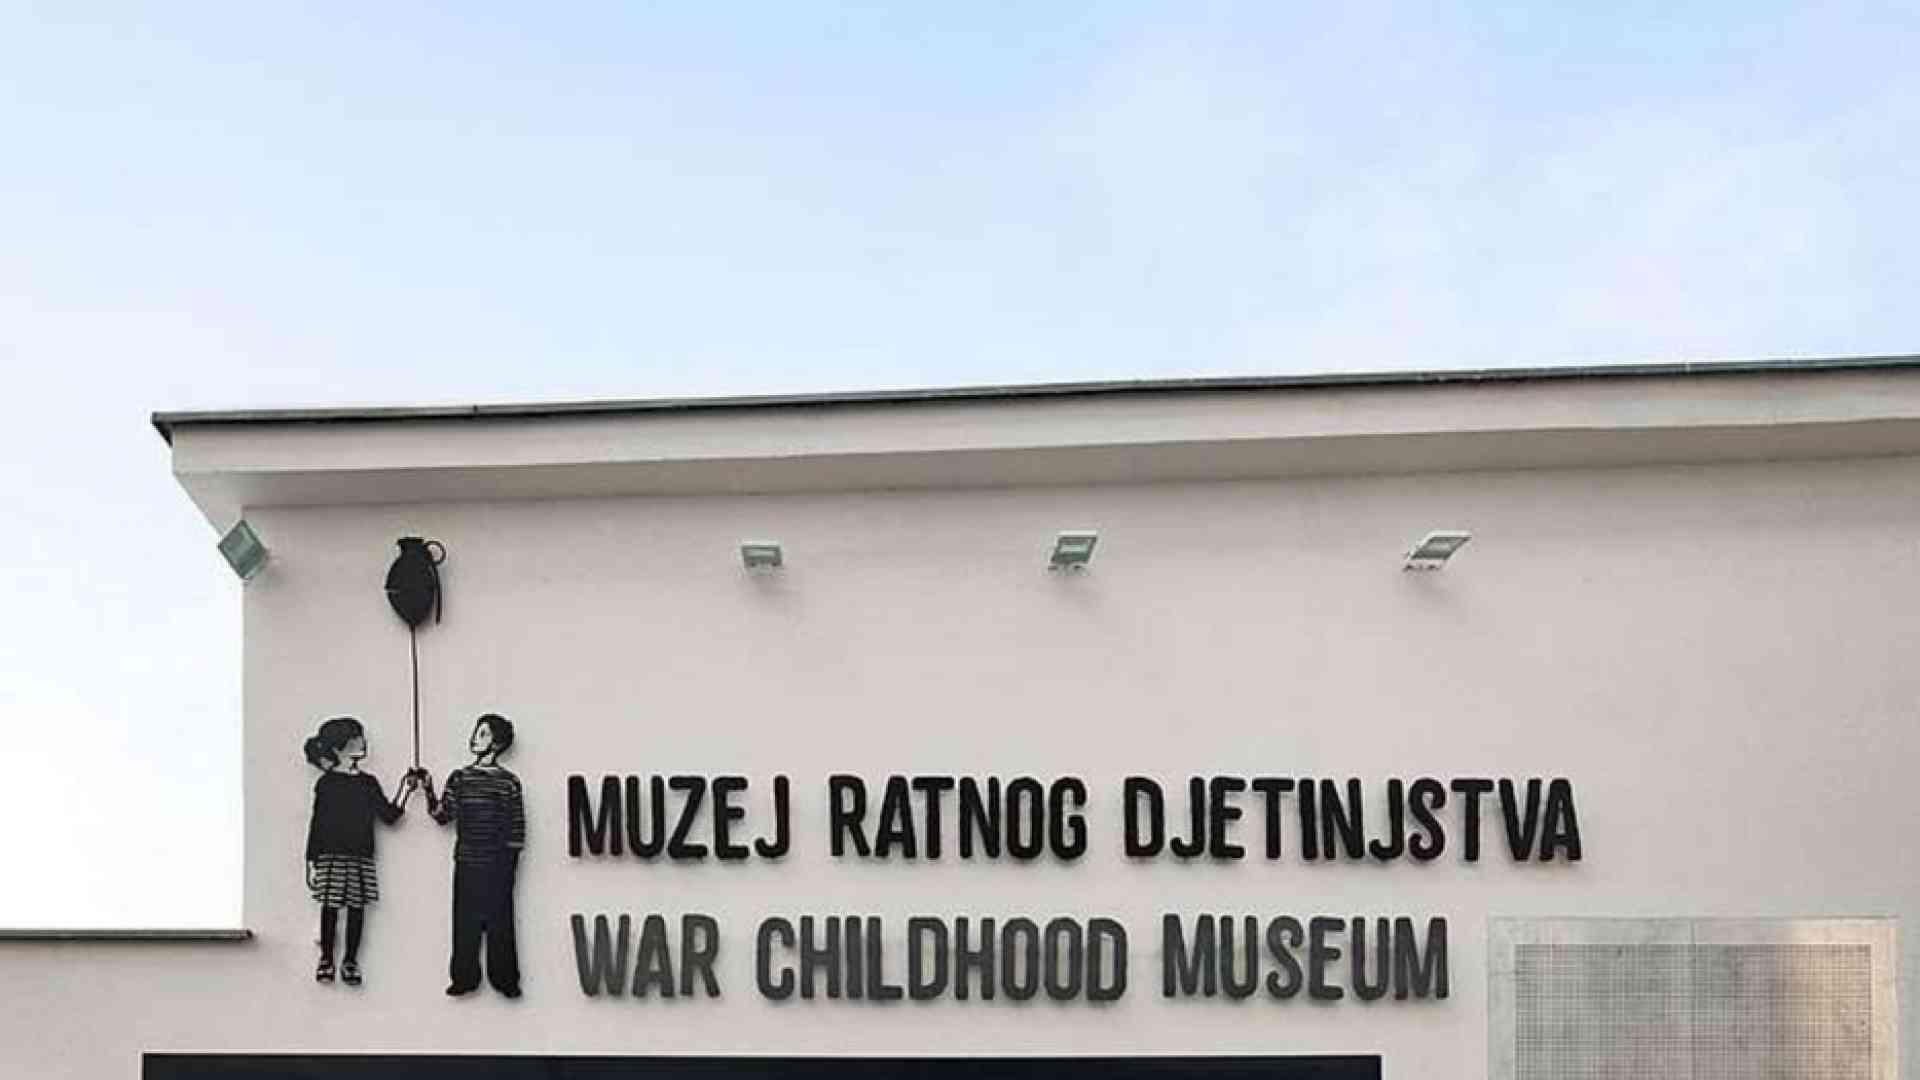 MUZEJ RATNOG DJETINJSTVA
WAR CHILDHOOD MUSEUM